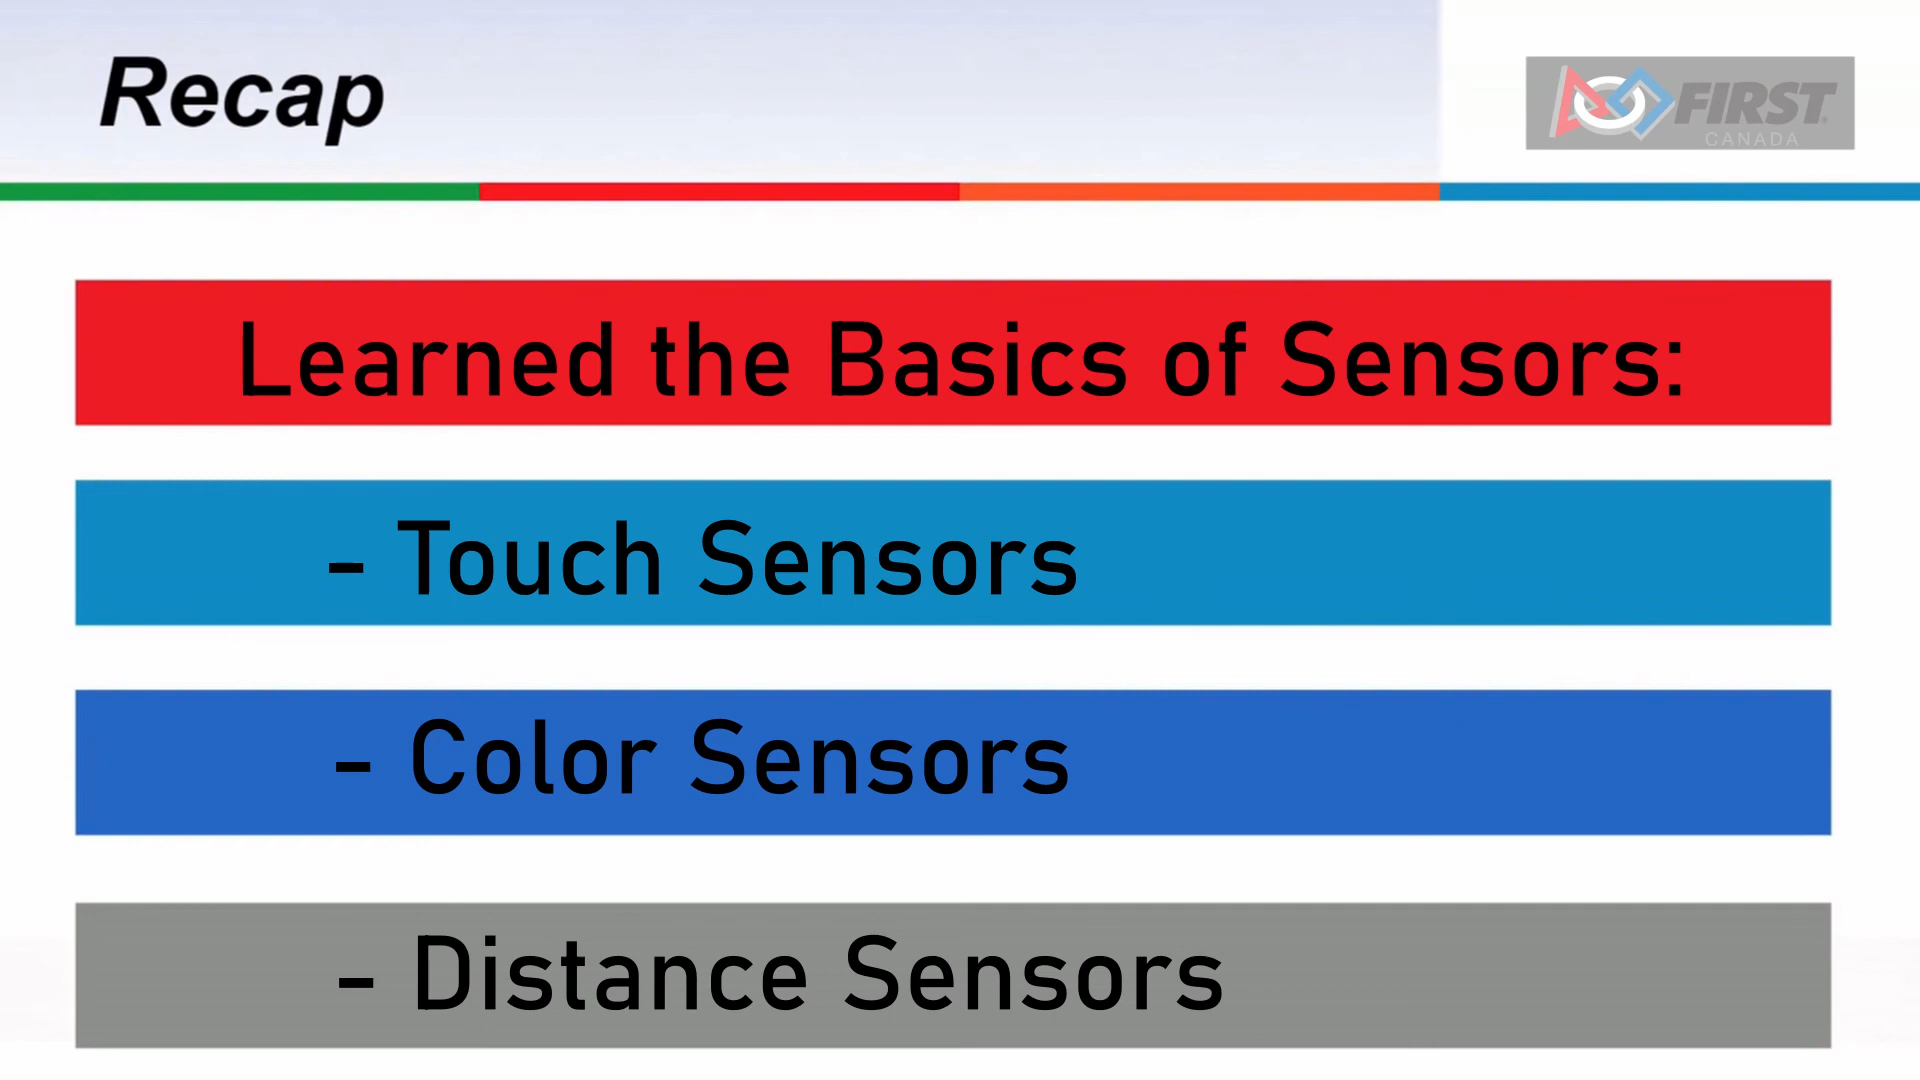 Recap
FIRST
CANADA
Learned the Basics of Sensors:
- Touch Sensors
- Color Sensors
- Distance Sensors